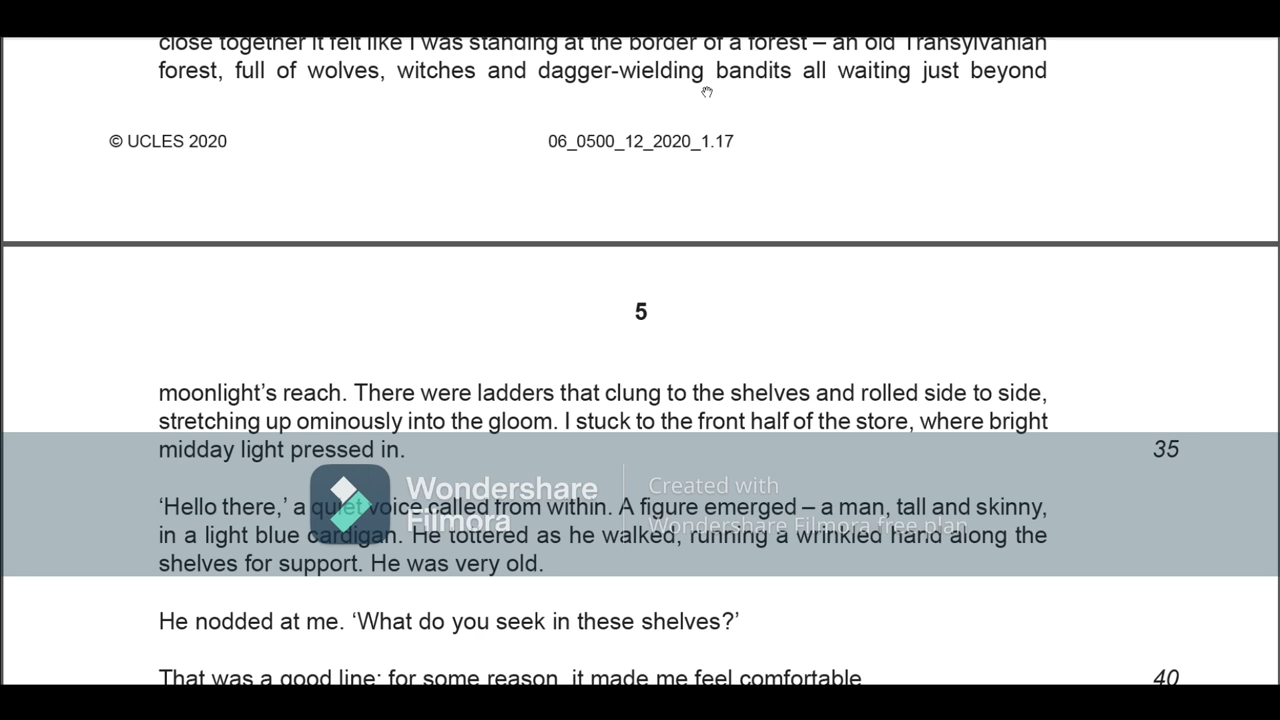 close together it felt like I was standing at the border of a forest – an old Transylvanian
forest, full of wolves, witches and dagger-wielding bandits all waiting just beyond
© UCLES 2020 06_0500_12_2020_1.17
5
moonlight’s reach. There were ladders that clung to the shelves and rolled side to side,
stretching up ominously into the gloom. I stuck to the front half of the store, where bright
midday light pressed in. 35
‘Hello there,’ a quiet voice called from within. A figure emerged – a man, tall and skinny,
in a light blue cardigan. He tottered as he walked, running a wrinkled hand along the
shelves for support. He was very old.
Wondershare
Filmora
Created with
Wondershare Filmora free plan
He nodded at me. ‘What do you seek in these shelves?’
That was a good line; for some reason, it made me feel comfortable 40